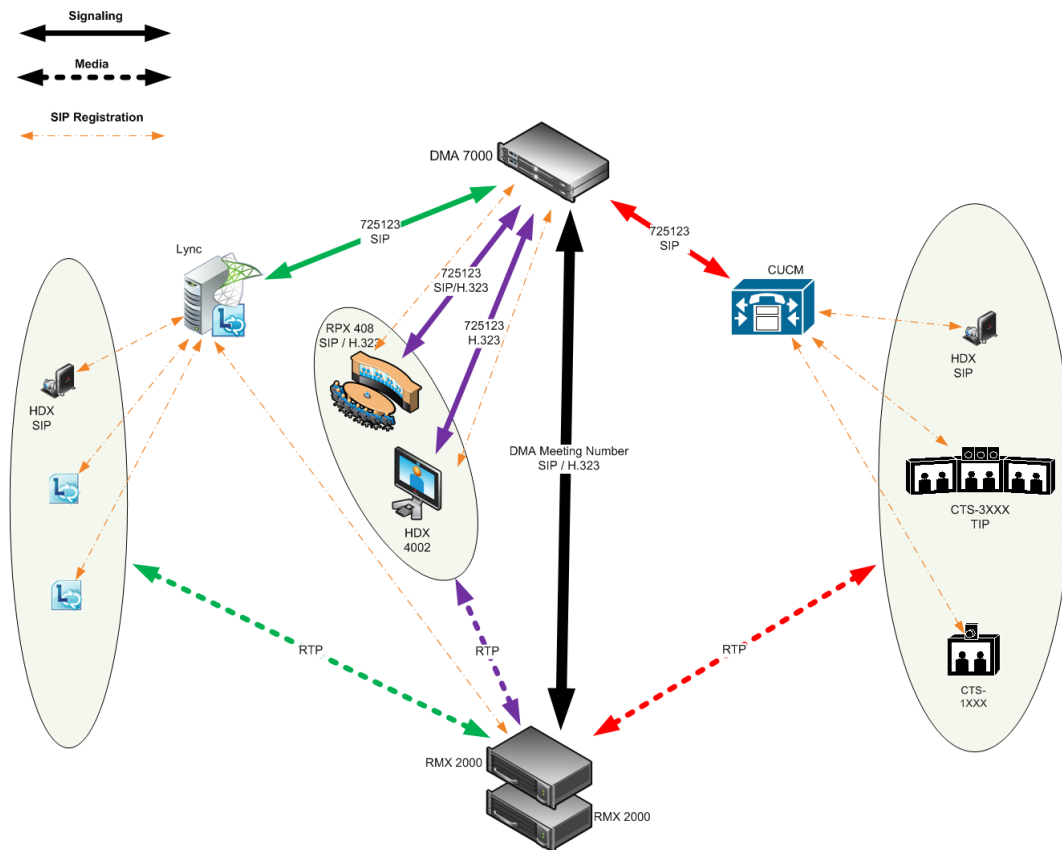 Signaling
Media
SIP Registration
DMA 7000
725123
SIP
725123
SIP
Lync
CUCM
725123
SIP/H.323
725123
H.323
RPX 408
SIP / H.323
HDX
SIP
HDX
SIP
L
L
L
DMA Meeting Number
SIP / H.323
CTS-3XXX
TIP
HDX
4002
RTP
RTP
RTP
CTS-
1XXX
RMX 2000
RMX 2000